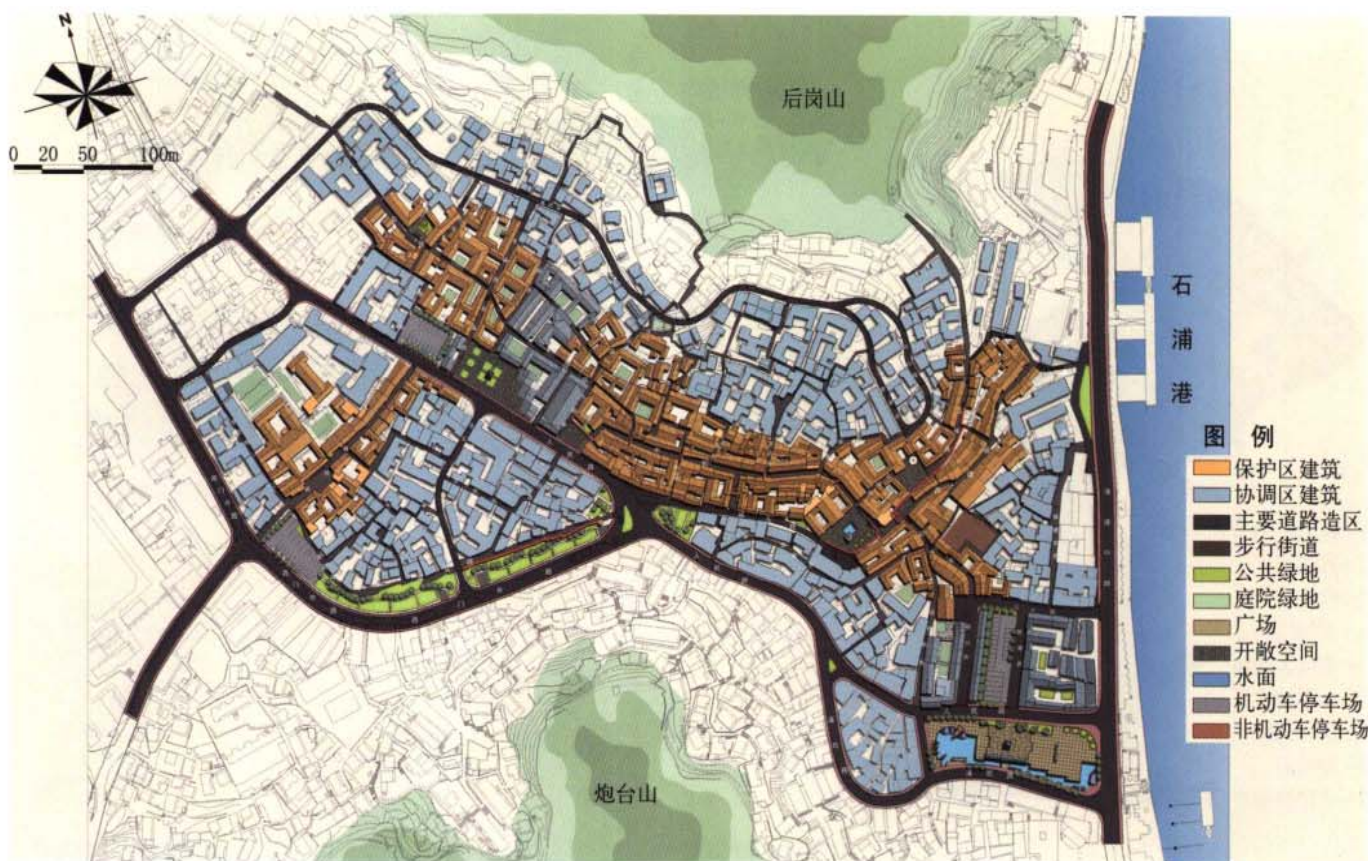 N
0 20 50 100m
后岗山
石浦港
炮台山
图 例
保护区建筑
协调区建筑
主要道路造区
步行街道
公共绿地
庭院绿地
广场
开敞空间
水面
机动车停车场
非机动车停车场